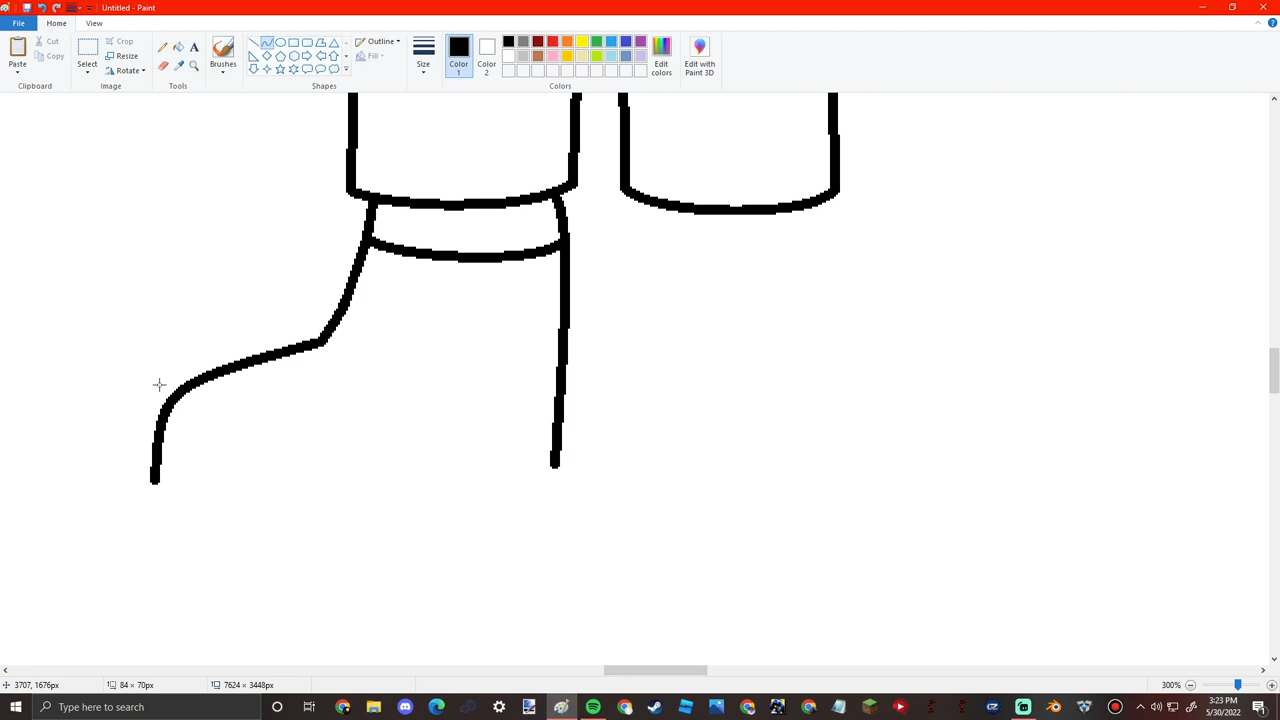 Untitled - Paint
File Home View
Paste
Cut
Copy
Clipboard
Select
Crop
Resize
Rotate
Image
A
Tools
Brushes
Outline
Fill
Shapes
Size
Color 1
Color 2
Colors
Edit colors
Edit with Paint 3D
3707, 1676px
84 × 70px
7624 × 3448px
300%
Type here to search
3:23 PM
5/30/2022